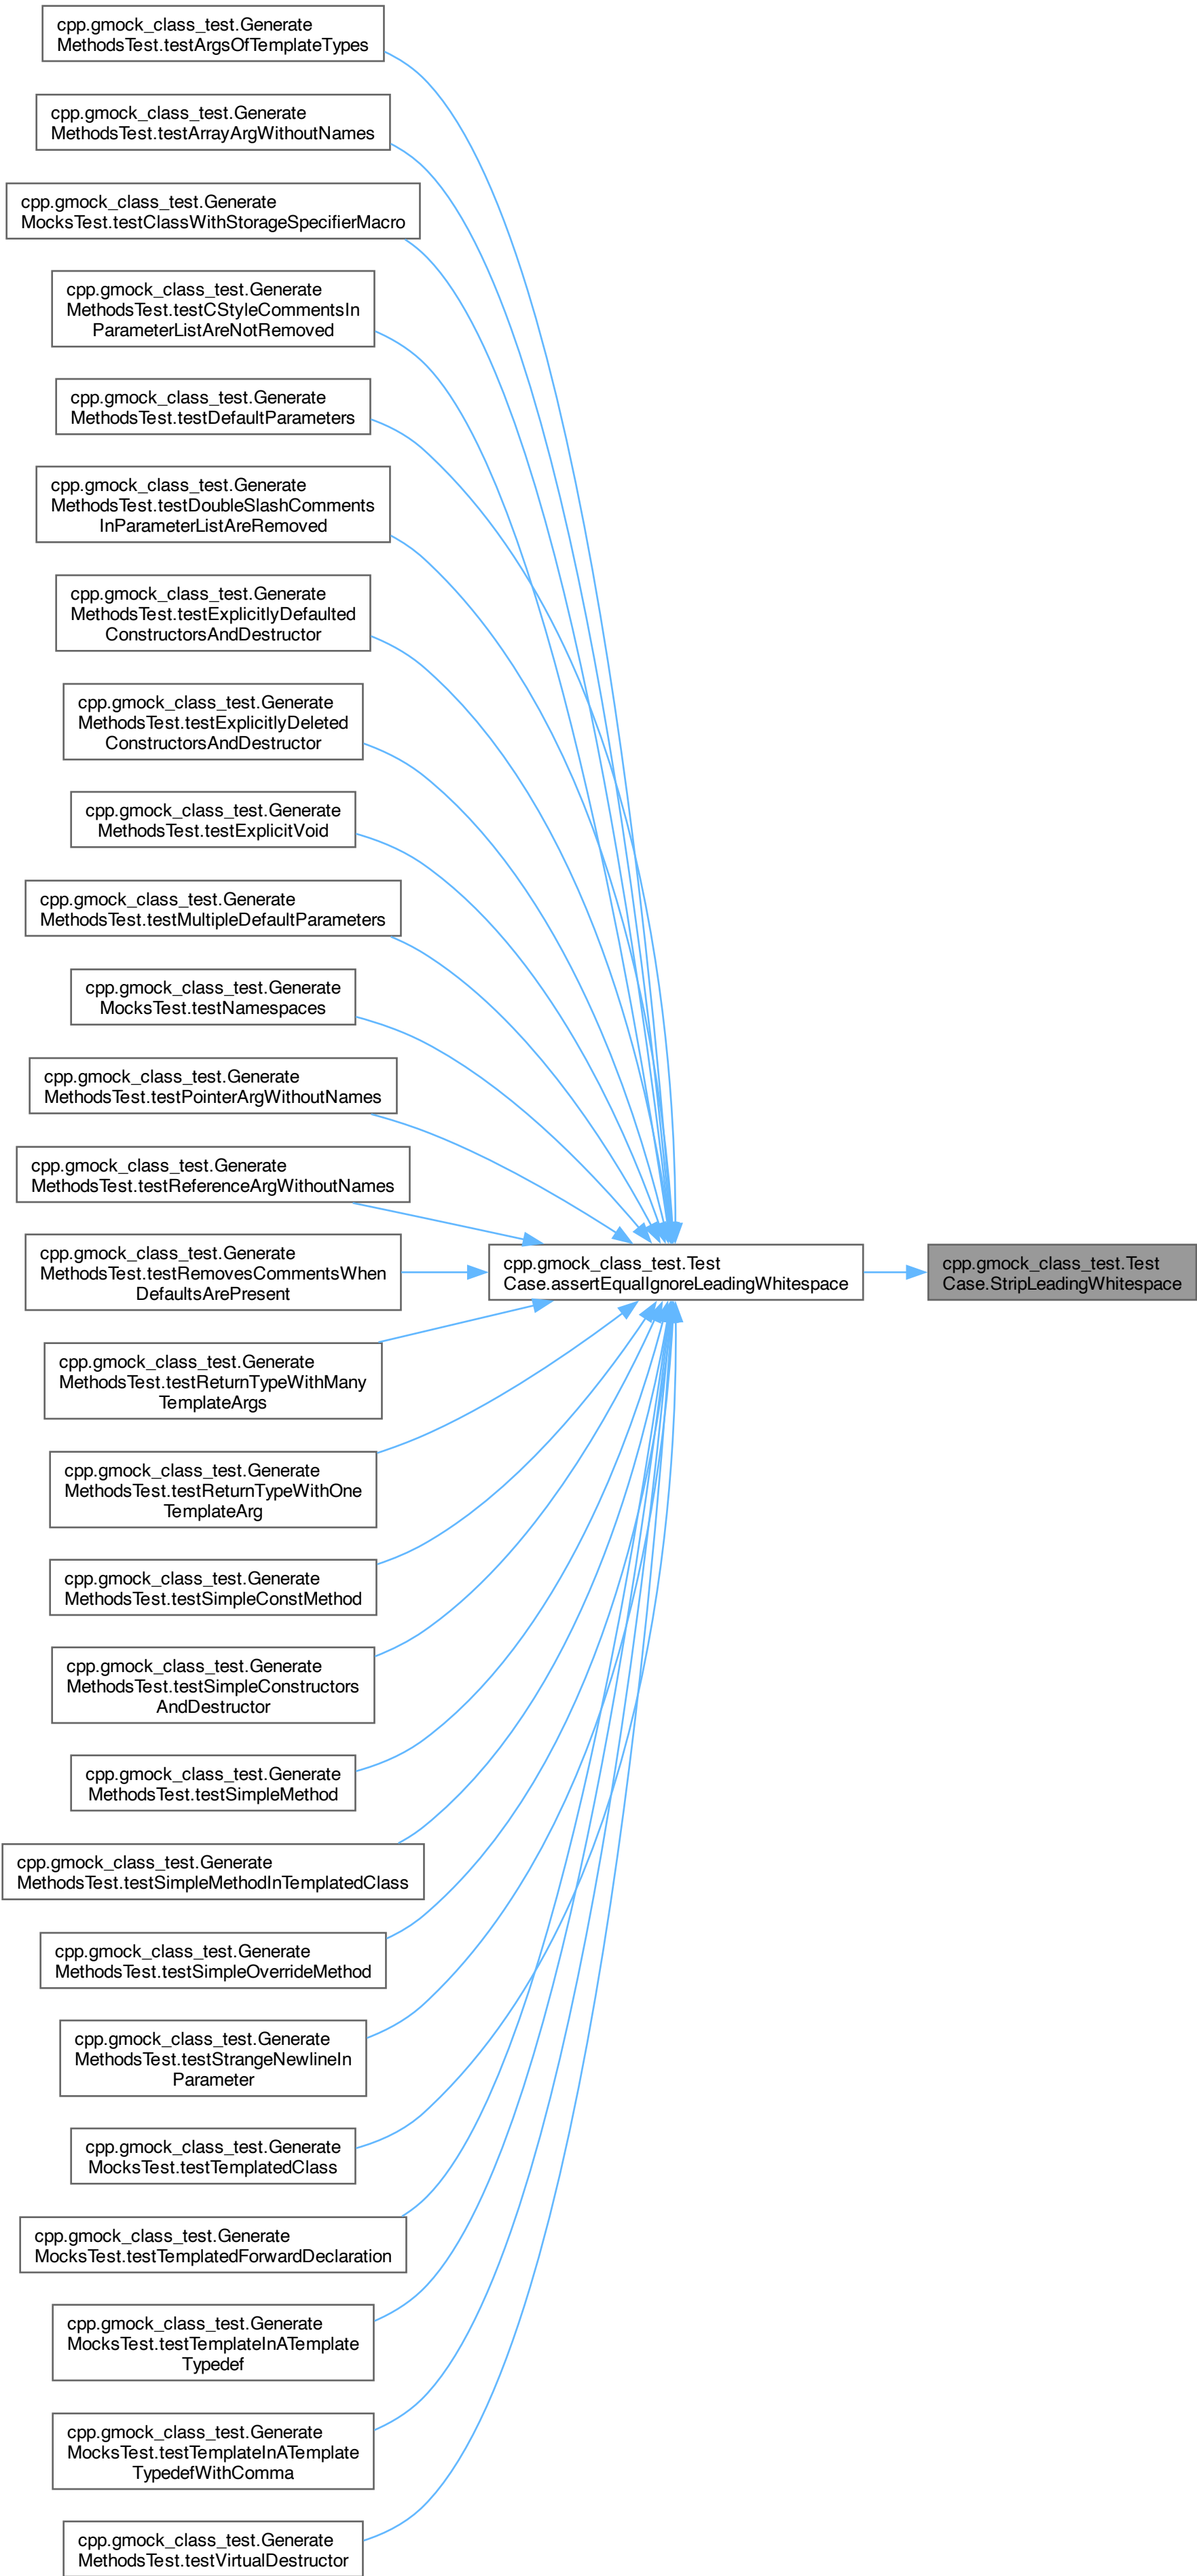 cpp.gmock_class_test.Generate
MethodsTest.testArgsOfTemplateTypes
cpp.gmock_class_test.Generate
MethodsTest.testArrayArgWithoutNames
cpp.gmock_class_test.Generate
MocksTest.testClassWithStorageSpecifierMacro
cpp.gmock_class_test.Generate
MethodsTest.testCStyleCommentsIn
ParameterListAreNotRemoved
cpp.gmock_class_test.Generate
MethodsTest.testDefaultParameters
cpp.gmock_class_test.Generate
MethodsTest.testDoubleSlashComments
InParameterListAreRemoved
cpp.gmock_class_test.Generate
MethodsTest.testExplicitlyDefaulted
ConstructorsAndDestructor
cpp.gmock_class_test.Generate
MethodsTest.testExplicitlyDeleted
ConstructorsAndDestructor
cpp.gmock_class_test.Generate
MethodsTest.testExplicitVoid
cpp.gmock_class_test.Generate
MethodsTest.testMultipleDefaultParameters
cpp.gmock_class_test.Generate
MocksTest.testNamespaces
cpp.gmock_class_test.Generate
MethodsTest.testPointerArgWithoutNames
cpp.gmock_class_test.Generate
MethodsTest.testReferenceArgWithoutNames
cpp.gmock_class_test.Generate
MethodsTest.testRemovesCommentsWhen
DefaultsArePresent
cpp.gmock_class_test.Test
Case.assertEqualIgnoreLeadingWhitespace
cpp.gmock_class_test.Test
Case.StripLeadingWhitespace
cpp.gmock_class_test.Generate
MethodsTest.testReturnTypeWithMany
TemplateArgs
cpp.gmock_class_test.Generate
MethodsTest.testReturnTypeWithOne
TemplateArg
cpp.gmock_class_test.Generate
MethodsTest.testSimpleConstMethod
cpp.gmock_class_test.Generate
MethodsTest.testSimpleConstructors
AndDestructor
cpp.gmock_class_test.Generate
MethodsTest.testSimpleMethod
cpp.gmock_class_test.Generate
MethodsTest.testSimpleMethodInTemplatedClass
cpp.gmock_class_test.Generate
MethodsTest.testSimpleOverrideMethod
cpp.gmock_class_test.Generate
MethodsTest.testStrangeNewlineIn
Parameter
cpp.gmock_class_test.Generate
MocksTest.testTemplatedClass
cpp.gmock_class_test.Generate
MocksTest.testTemplatedForwardDeclaration
cpp.gmock_class_test.Generate
MocksTest.testTemplateInATemplate
Typedef
cpp.gmock_class_test.Generate
MocksTest.testTemplateInATemplate
TypedefWithComma
cpp.gmock_class_test.Generate
MethodsTest.testVirtualDestructor